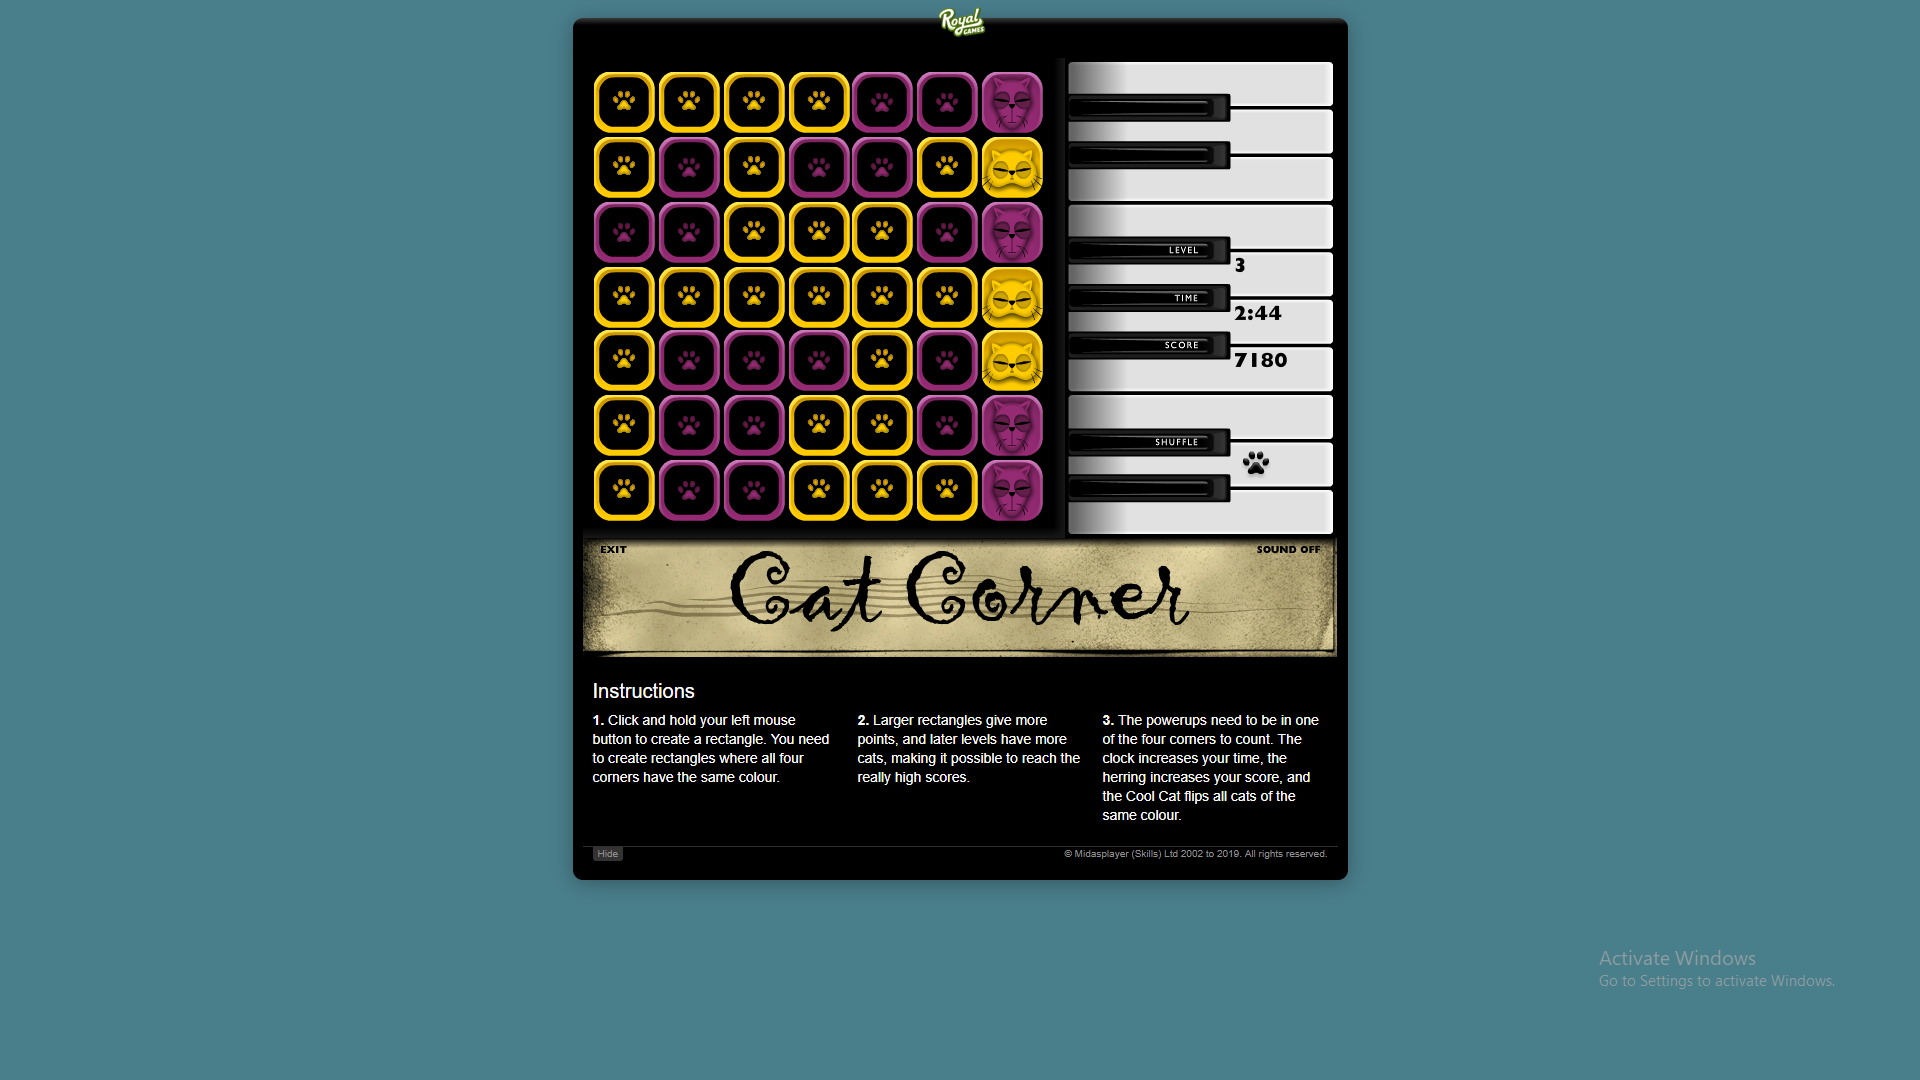 Royal
GAMES
LEVEL
3
TIME
2:44
SCORE
7180
SHUFFLE
EXIT
SOUND OFF
Cat Corner
Instructions
1. Click and hold your left mouse
button to create a rectangle. You need
to create rectangles where all four
corners have the same colour.
2. Larger rectangles give more
points, and later levels have more
cats, making it possible to reach the
really high scores.
3. The powerups need to be in one
of the four corners to count. The
clock increases your time, the
herring increases your score, and
the Cool Cat flips all cats of the
same colour.
Hide
© Midasplayer (Skills) Ltd 2002 to 2019. All rights reserved.
Activate Windows
Go to Settings to activate Windows.